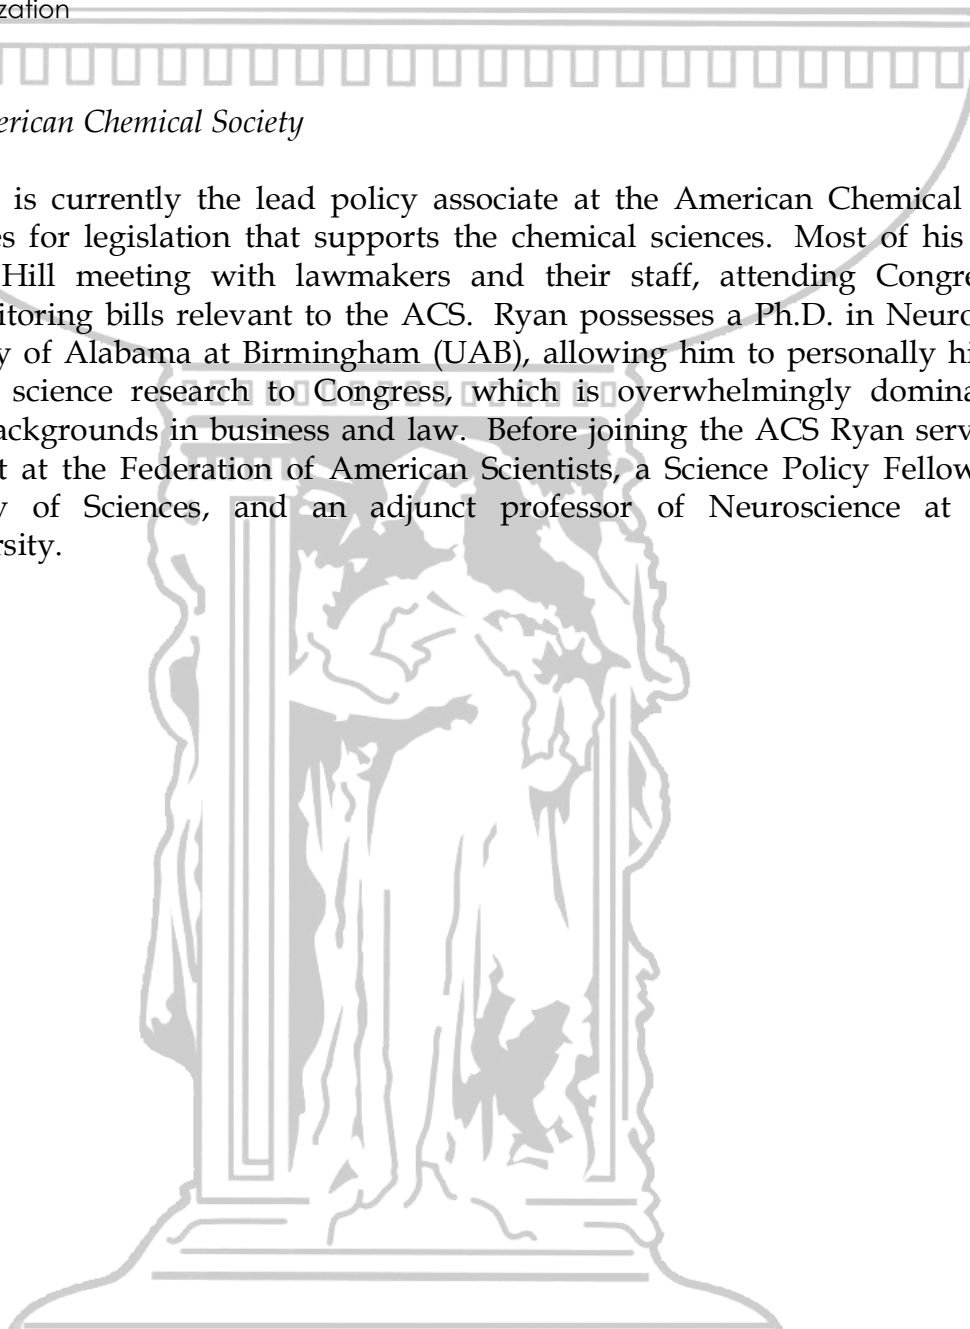 zation
erican Chemical Society
is currently the lead policy associate at the American Chemical
es for legislation that supports the chemical sciences. Most of his
Hill meeting with lawmakers and their staff, attending Congre
itoring bills relevant to the ACS. Ryan possesses a Ph.D. in Neuro
y of Alabama at Birmingham (UAB), allowing him to personally hi
science research to Congress, which is overwhelmingly domina
ackgrounds in business and law. Before joining the ACS Ryan serv
t at the Federation of American Scientists, a Science Policy Fellow
y of Sciences, and an adjunct professor of Neuroscience at
rsity.